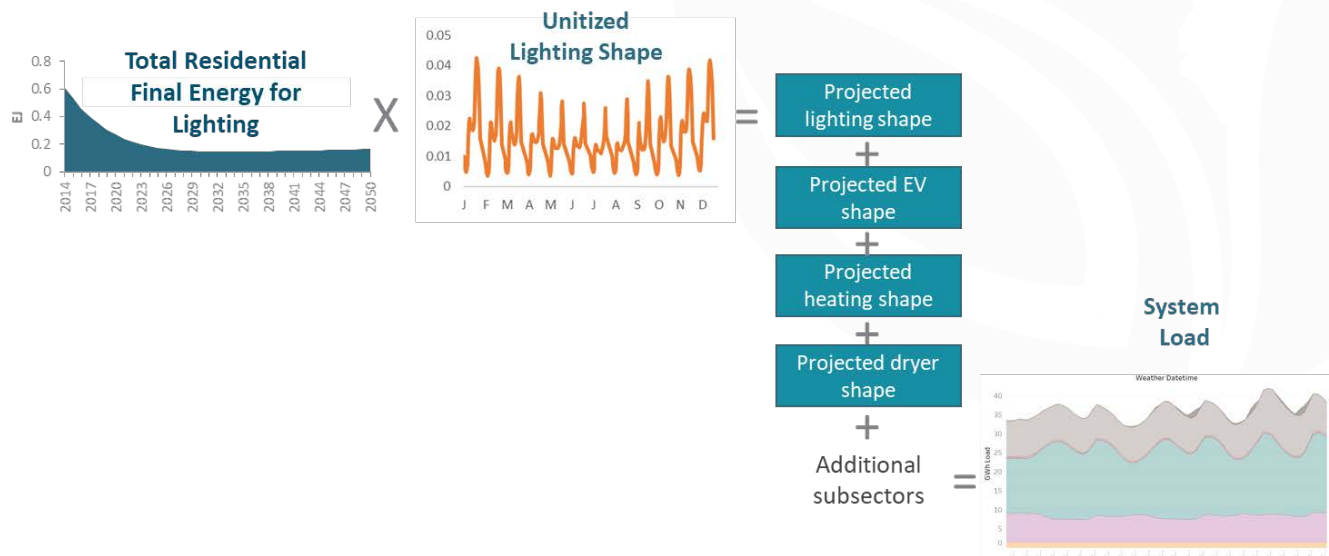 Total Residential
Final Energy for
Lighting
EJ
0.8
0.6
0.4
0.2
0
2014
2017
2020
2023
2026
2029
2032
2035
2038
2041
2044
2047
2050
X
Unitized
Lighting Shape
0.05
0.04
0.03
0.02
0.01
0
J F M A M J J A S O N D
=
Projected
lighting shape
+
Projected EV
shape
+
Projected
heating shape
+
Projected dryer
shape
+
Additional
subsectors
=
System
Load
Weather Datetime
GWh Load
40
35
30
25
20
15
10
5
0